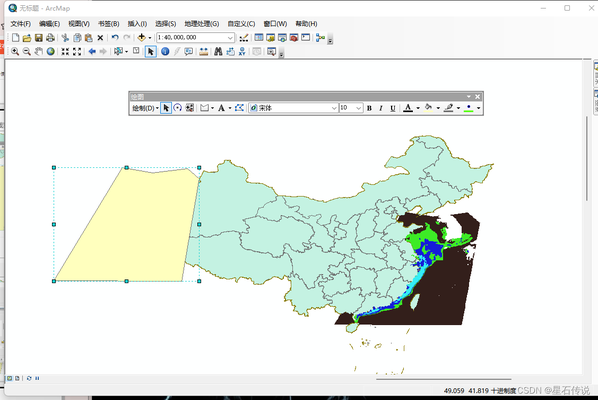 无标题 - ArcMap
文件(F) 编辑(E) 视图(V) 书签(B) 插入(I) 选择(S) 地理处理(G) 自定义(C) 窗口(W) 帮助(H)
1:40,000,000
绘图
绘制(D) A 宋体 10 B I U A
49.059 41.819 十进制度
CSDN @星石传说